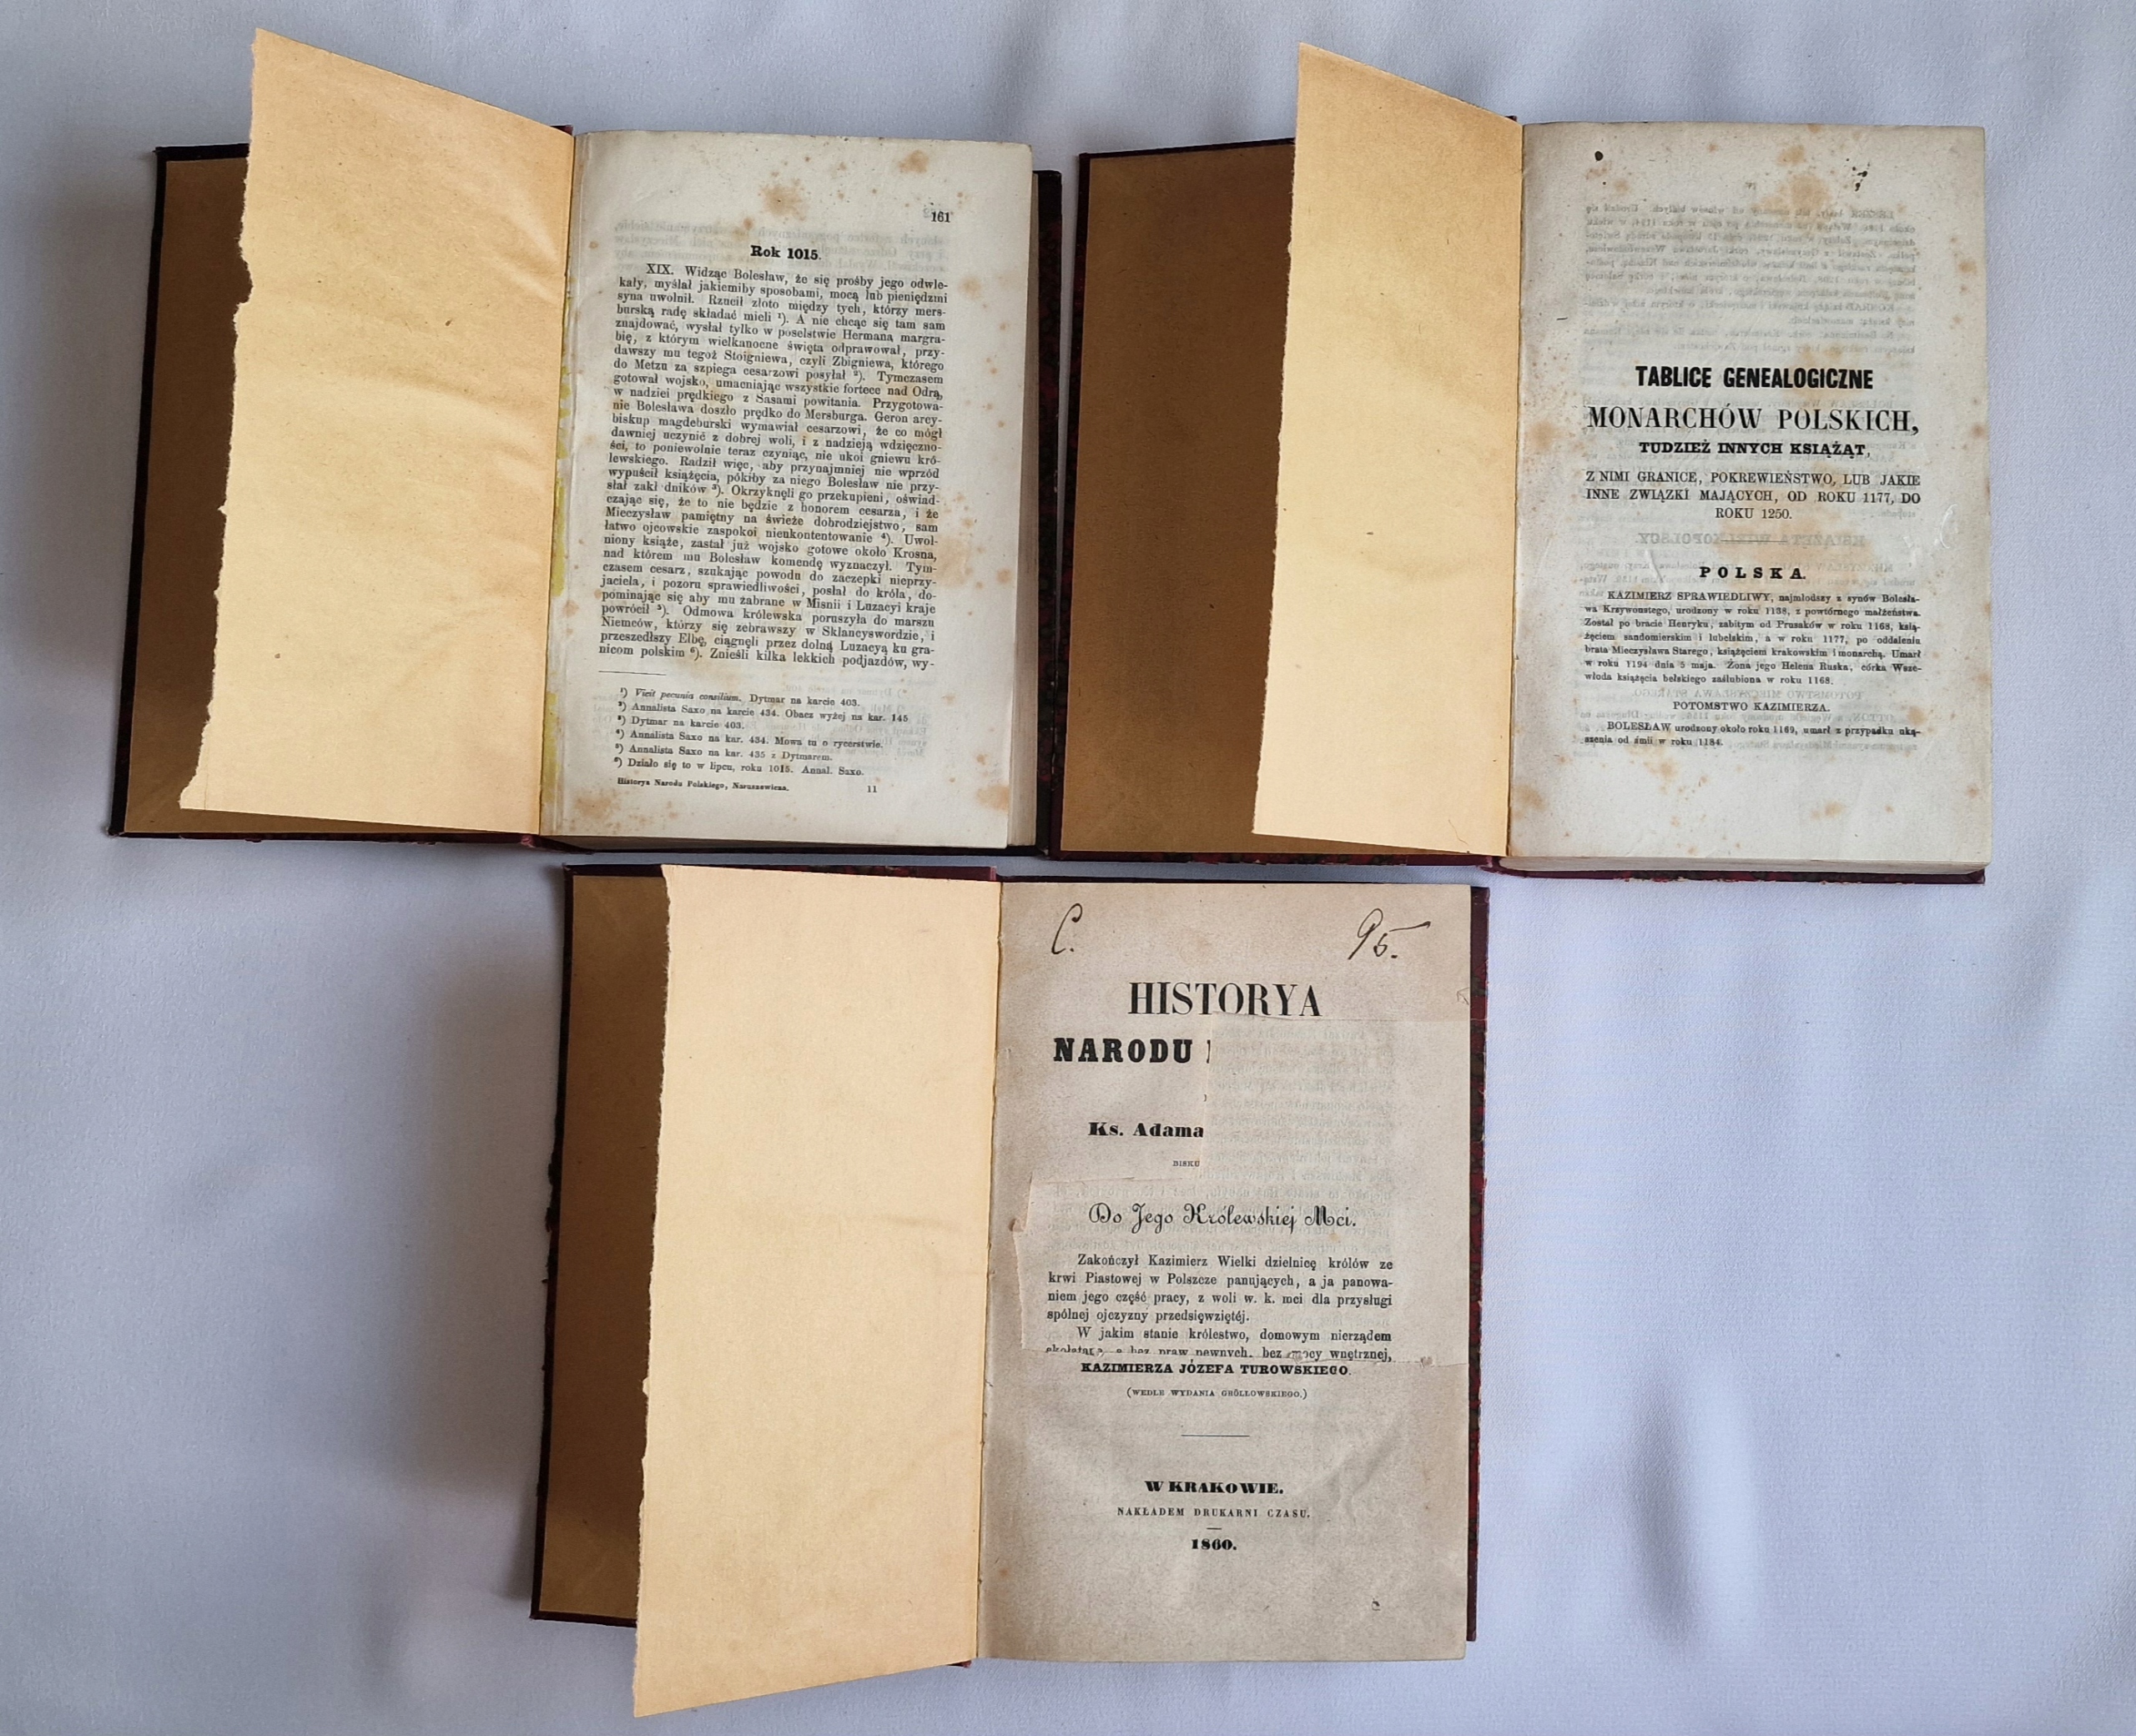 161
Rok 1015.
XIX. Widząc Bolesław, że się prośby jego odwle-
kały, myślał jakiemiby sposobami, mocą lub pieniędzmi
syna uwolnił. Rzucił złoto między tych, którzy mers-
burską radę składać mieli ¹). A nie chcąc się tam sam
znajdować, wysłał tylko w poselstwie Hermana margra-
bię, z którym wielkanocne święta odprawował, przy-
dawszy mu tegoż Stoigniewa, czyli Zbigniewa, którego
do Metzu za szpiega cesarzowi posyłał ²). Tymczasem
gotował wojsko, umacniając wszystkie fortece nad Odrą,
w nadziei prędkiego z Sasami powitania. Przygotowa-
nie Bolesława doszło prędko do Mersburga. Geron arcy-
biskup magdeburski wymawiał cesarzowi, że co mógł
dawniej uczynić z dobrej woli, i z nadzieją wdzięczno-
ści, to poniewolnie teraz czyniąc, nie ukoi gniewu kró-
lewskiego. Radził więc, aby przynajmniej nie wprzód
wypuścił książęcia, pókiby za niego Bolesław nie przy-
słał zakł dników ³). Okrzyknęli go przekupieni, oświad-
czając się, że to nie będzie z honorem cesarza, i że
Mieczysław pamiętny na świeże dobrodziejstwo, sam
łatwo ojcowskie zaspokoi nieukontentowanie ⁴). Uwol-
niony książe, zastał już wojsko gotowe około Krosna,
nad którem mu Bolesław komendę wyznaczył. Tym-
czasem cesarz, szukając powodu do zaczepki nieprzy-
jaciela, i pozoru sprawiedliwości, posłał do króla, do-
pominając się aby mu zabrane w Misnii i Luzacyi kraje
powrócił ⁵). Odmowa królewska poruszyła do marszu
Niemców, którzy się zebrawszy w Sklancyswordzie, i
przeszedłszy Elbę, ciągnęli przez dolną Luzacyą ku gra-
nicom polskim ⁶). Znieśli kilka lekkich podjazdów, wy-
¹) Vicit pecunia consilium. Dytmar na karcie 403.
²) Annalista Saxo na karcie 434. Obacz wyżej na kar. 145
³) Dytmar na karcie 403.
⁴) Annalista Saxo na kar. 434. Mowa tu o rycerstwie.
⁵) Annalista Saxo na kar. 435 z Dytmarem.
⁶) Działo się to w lipcu, roku 1015. Annal. Saxo.
Historya Narodu Polskiego, Naruszewicza. 11
TABLICE GENEALOGICZNE
MONARCHÓW POLSKICH,
TUDZIEŻ INNYCH KSIĄŻĄT,
Z NIMI GRANICE, POKREWIEŃSTWO, LUB JAKIE
INNE ZWIĄZKI MAJĄCYCH, OD ROKU 1177, DO
ROKU 1250.
POLSKA.
KAZIMIERZ SPRAWIEDLIWY, najmłodszy z synów Bolesła-
wa Krzywoustego, urodzony w roku 1138, z powtórnego małżeństwa.
Został po bracie Henryku, zabitym od Prusaków w roku 1168, ksią-
żęciem sandomierskim i lubelskim, a w roku 1177, po oddaleniu
brata Mieczysława Starego, książęciem krakowskim i monarchą. Umarł
w roku 1194 dnia 5 maja. Żona jego Helena Ruska, córka Wsze-
włoda książęcia bełskiego zaślubiona w roku 1168.
POTOMSTWO KAZIMIERZA.
BOLESŁAW urodzony około roku 1169, umarł z przypadku uką-
szenia od żmii w roku 1184.
C. 95.
HISTORYA
NARODU
Ks. Adama
BISKU
Do Jego Królewskiej Mci.
Zakończył Kazimierz Wielki dzielnicę królów ze
krwi Piastowej w Polszcze panujących, a ja panowa-
niem jego część pracy, z woli w. k. mci dla przysługi
spólnej ojczyzny przedsięwziętéj.
W jakim stanie królestwo, domowym nierządem
a bez praw pewnych, bez mocy wnętrznej,
KAZIMIERZA JÓZEFA TUROWSKIEGO.
(WEDLE WYDANIA GRÖLLOWSKIEGO.)
W KRAKOWIE.
NAKŁADEM DRUKARNI CZASU.
1860.